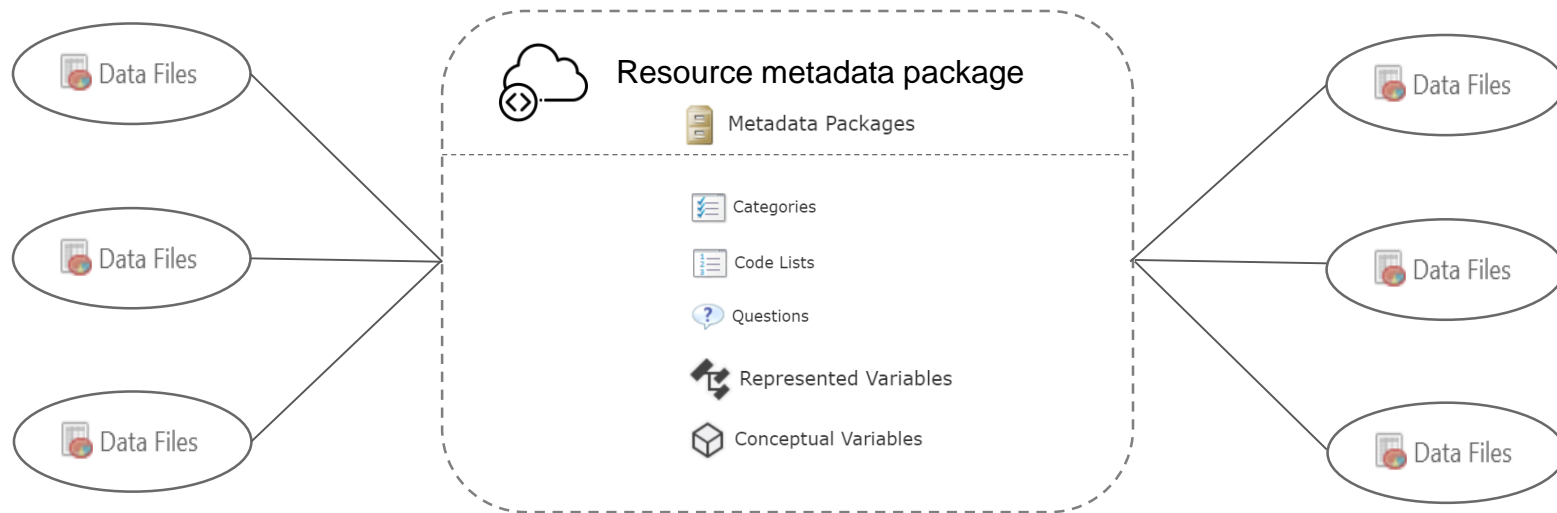 Data Files
Data Files
Data Files
Resource metadata package
Metadata Packages
Categories
Code Lists
Questions
Represented Variables
Conceptual Variables
Data Files
Data Files
Data Files